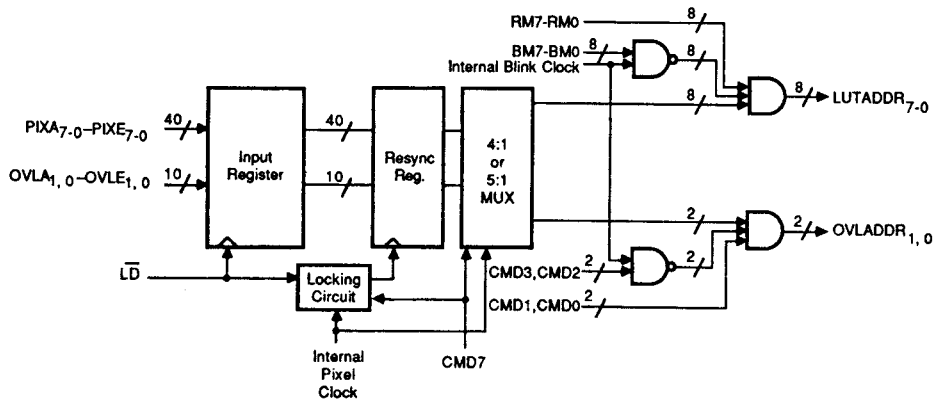 RM7-RM0
8
BM7-BM0
8
8
Internal Blink Clock
8
8
LUTADDR7-0
PIXA7-0–PIXE7-0
40
40
Input
Register
Resync
Reg.
4:1
or
5:1
MUX
OVLA1, 0–OVLE1, 0
10
10
2
2
OVLADDR1, 0
LD
Locking
Circuit
CMD3,CMD2
2
2
CMD1,CMD0
2
Internal
Pixel
Clock
CMD7